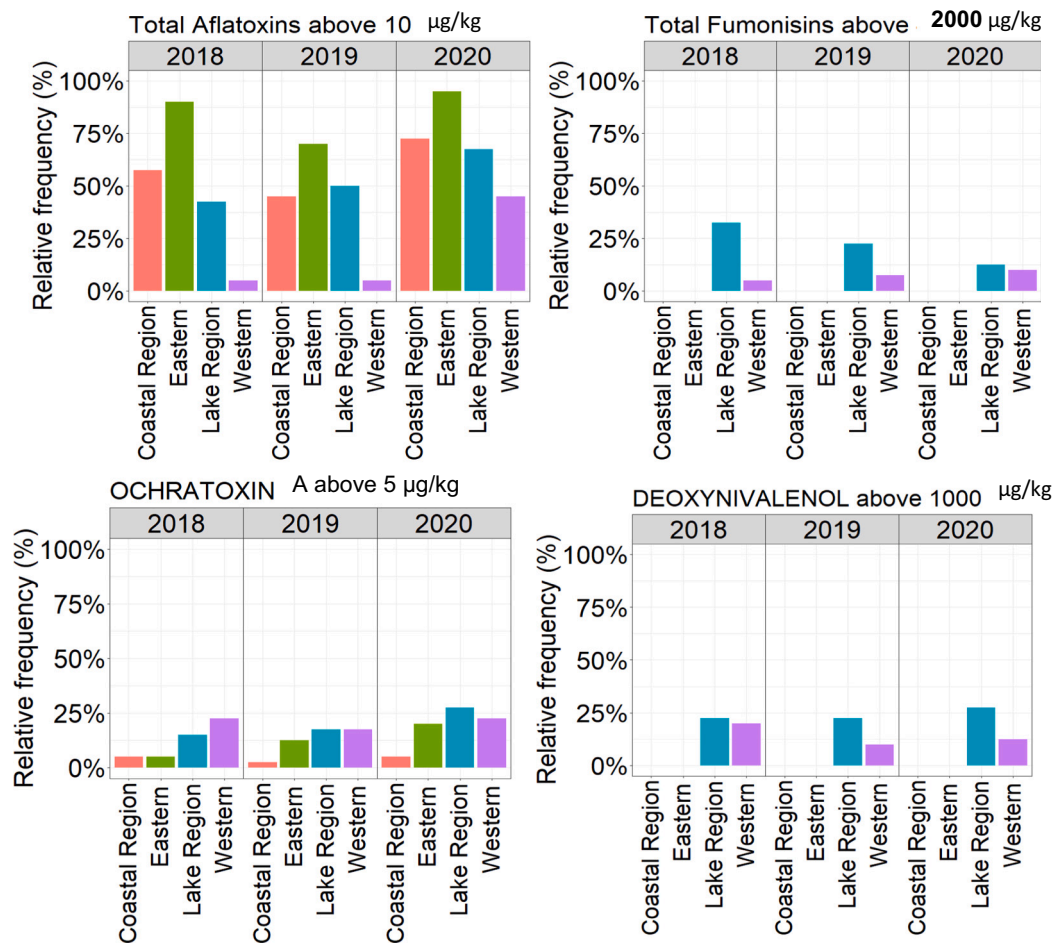 Total Aflatoxins above 10 µg/kg
2018 2019 2020
Relative frequency (%)
100%
75%
50%
25%
0%
Coastal Region
Eastern
Lake Region
Western
Coastal Region
Eastern
Lake Region
Western
Coastal Region
Eastern
Lake Region
Western
Total Fumonisins above 2000 µg/kg
2018 2019 2020
Relative frequency (%)
100%
75%
50%
25%
0%
Coastal Region
Eastern
Lake Region
Western
Coastal Region
Eastern
Lake Region
Western
Coastal Region
Eastern
Lake Region
Western
OCHRATOXIN A above 5 µg/kg
2018 2019 2020
Relative frequency (%)
100%
75%
50%
25%
0%
Coastal Region
Eastern
Lake Region
Western
Coastal Region
Eastern
Lake Region
Western
Coastal Region
Eastern
Lake Region
Western
DEOXYNIVALENOL above 1000 µg/kg
2018 2019 2020
Relative frequency (%)
100%
75%
50%
25%
0%
Coastal Region
Eastern
Lake Region
Western
Coastal Region
Eastern
Lake Region
Western
Coastal Region
Eastern
Lake Region
Western